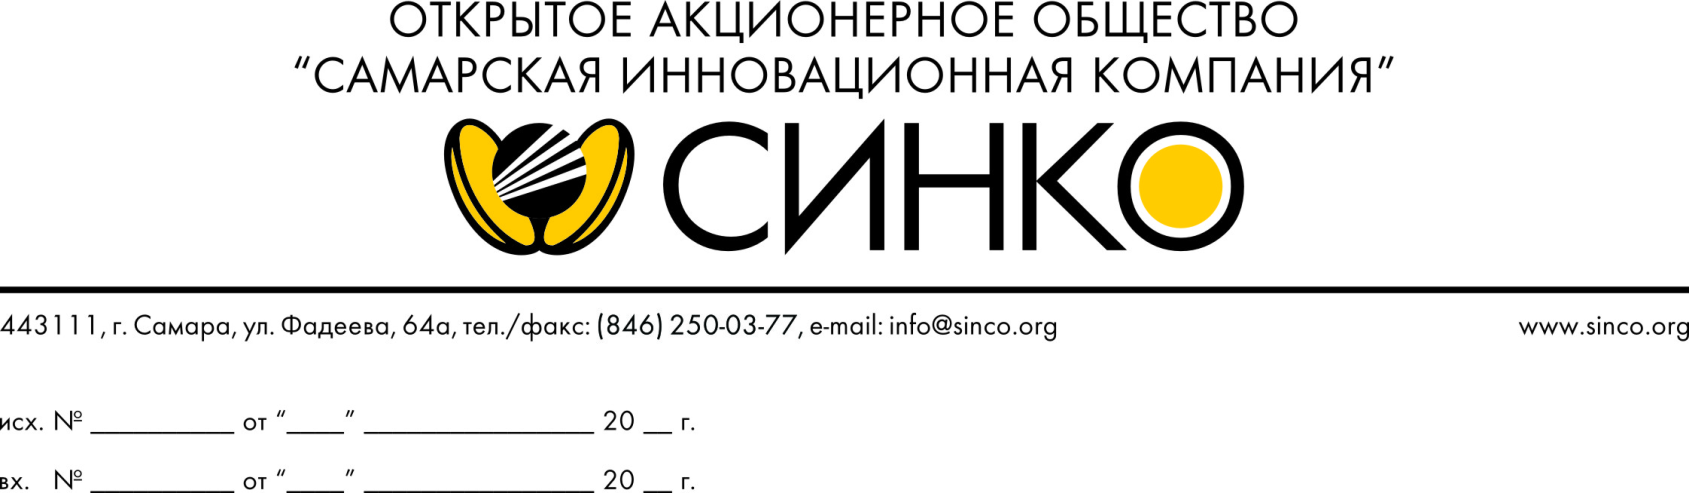 ОТКРЫТОЕ АКЦИОНЕРНОЕ ОБЩЕСТВО
“САМАРСКАЯ ИННОВАЦИОННАЯ КОМПАНИЯ”
СИНКО
443111, г. Самара, ул. Фадеева, 64а, тел./факс: (846) 250-03-77, e-mail: info@sinco.org www.sinco.org
исх. № __________ от “____” ________________ 20 __ г.
вх. № __________ от “____” ________________ 20 __ г.